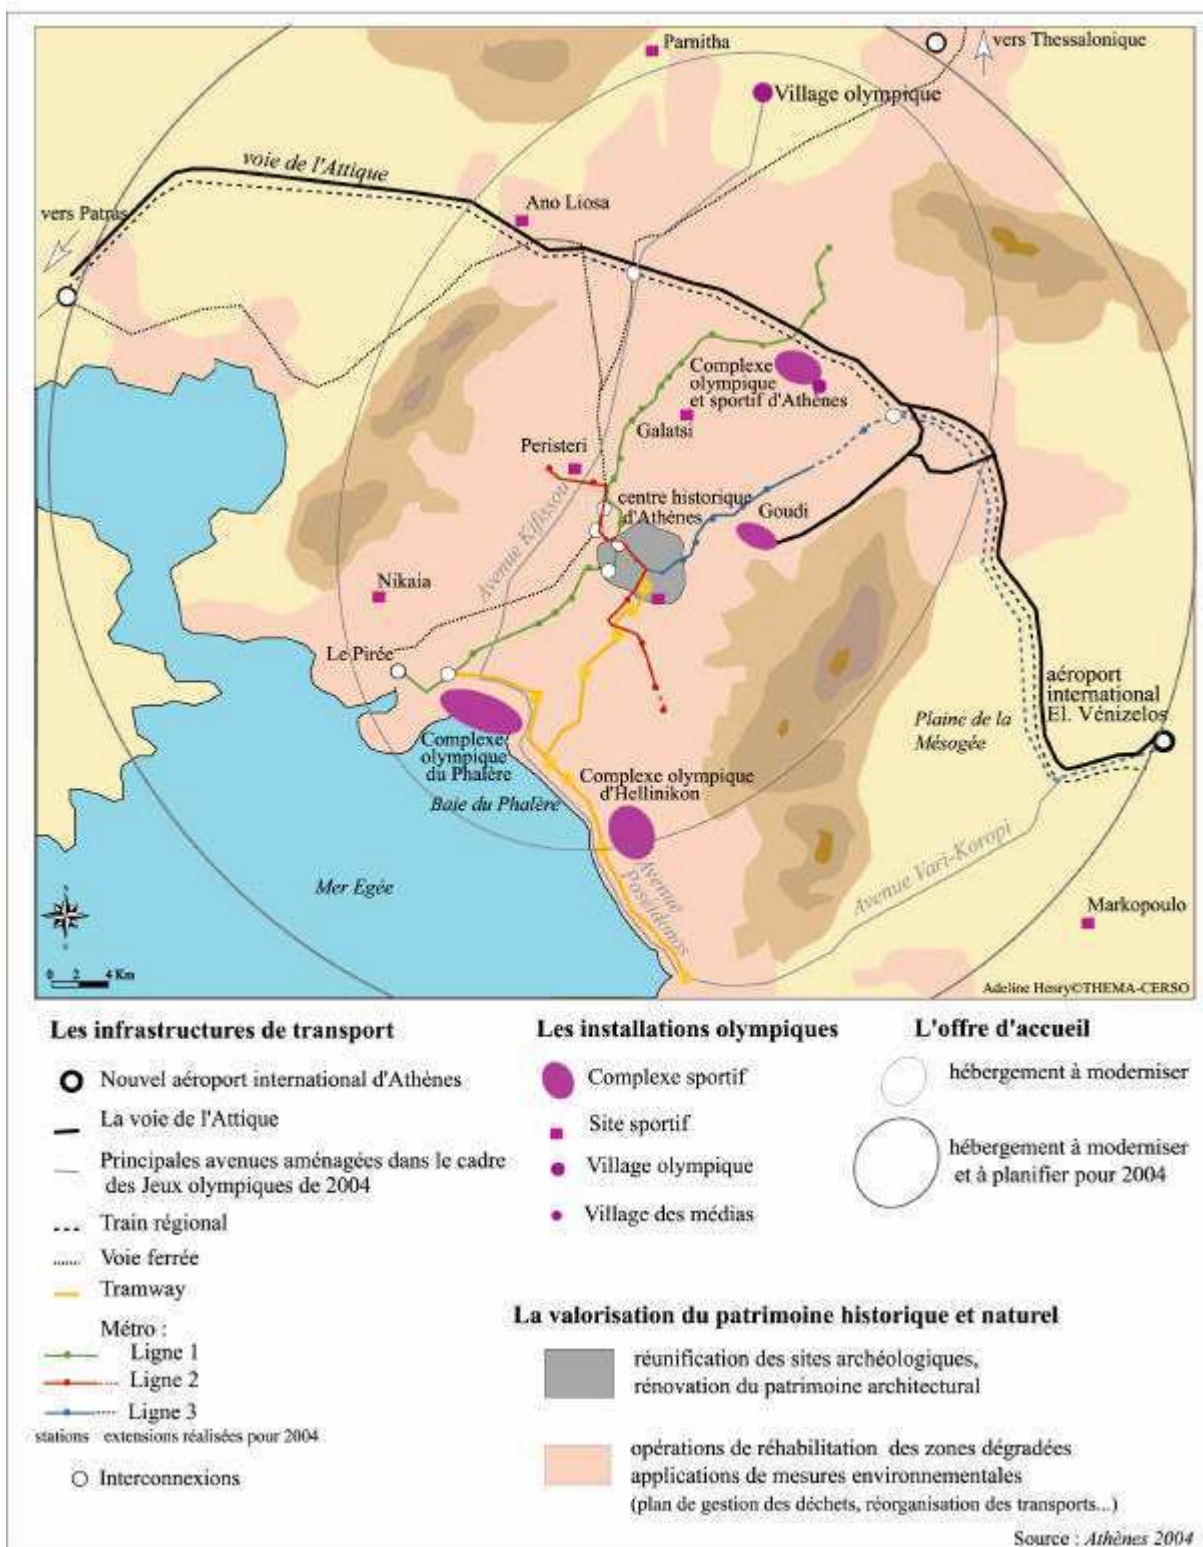 Parnitha
vers Thessalonique
Village olympique
voie de l'Attique
vers Patras
Ano Liosa
Complexe
olympique
et sportif d'Athènes
Galatsi
Peristeri
centre historique
d'Athènes
Goudi
Avenue Kifissou
Nikaia
Le Pirée
aéroport
international
El. Vénizelos
Plaine de la
Mésogée
Complexe
olympique
du Phalère
Baie du Phalère
Complexe olympique
d'Hellinikon
Mer Egée
Avenue
Poséidonos
Avenue Vari-Koropi
Markopoulo
0 2 4 Km
Adeline Henry©THEMA-CERSO
Les infrastructures de transport
Nouvel aéroport international d'Athènes
La voie de l'Attique
Principales avenues aménagées dans le cadre
des Jeux olympiques de 2004
Train régional
Voie ferrée
Tramway
Métro :
Ligne 1
Ligne 2
Ligne 3
stations extensions réalisées pour 2004
Interconnexions
Les installations olympiques
Complexe sportif
Site sportif
Village olympique
Village des médias
L'offre d'accueil
hébergement à moderniser
hébergement à moderniser
et à planifier pour 2004
La valorisation du patrimoine historique et naturel
réunification des sites archéologiques,
rénovation du patrimoine architectural
opérations de réhabilitation des zones dégradées
applications de mesures environnementales
(plan de gestion des déchets, réorganisation des transports...)
Source : Athènes 2004